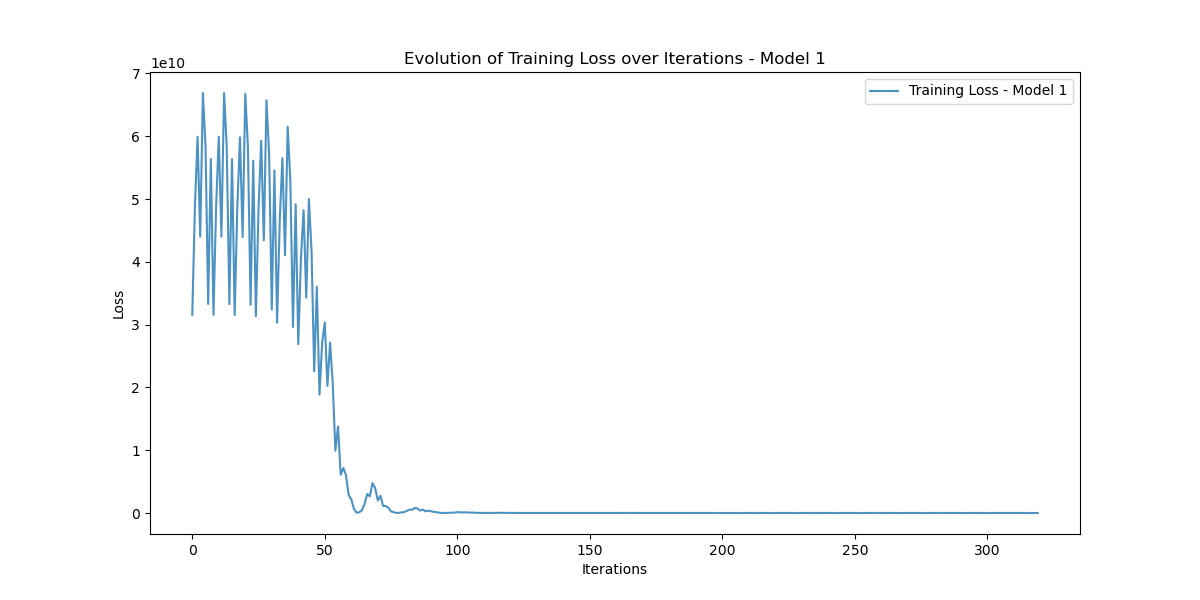 Evolution of Training Loss over Iterations - Model 1
1e10
Training Loss - Model 1
7
6
5
4
3
2
1
0
Loss
0 50 100 150 200 250 300
Iterations